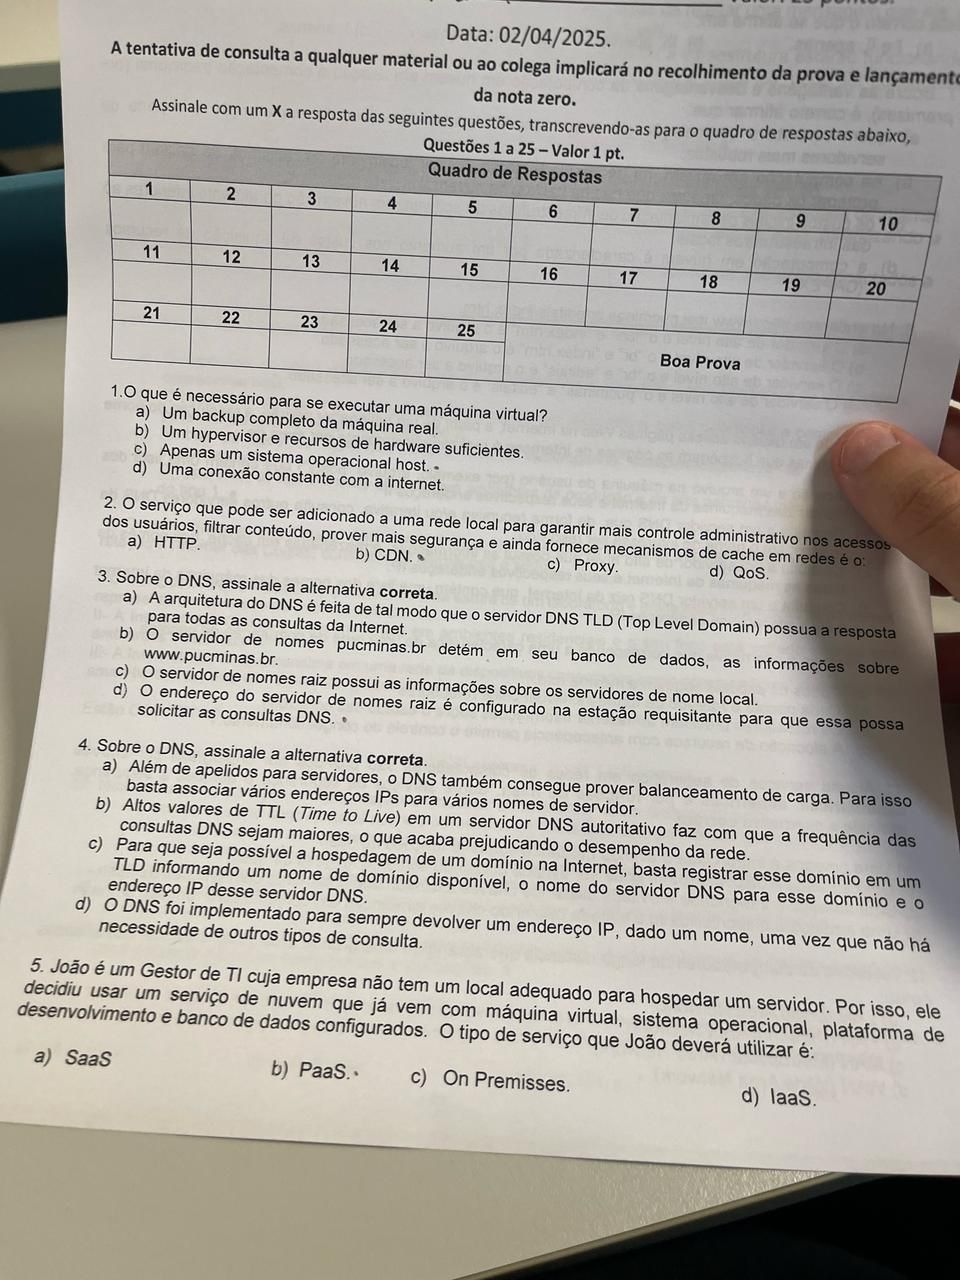 Data: 02/04/2025.
A tentativa de consulta a qualquer material ou ao colega implicará no recolhimento da prova e lançamento
da nota zero.
Assinale com um X a resposta das seguintes questões, transcrevendo-as para o quadro de respostas abaixo,
Questões 1 a 25 – Valor 1 pt.
Quadro de Respostas
1 2 3 4 5 6 7 8 9 10
11 12 13 14 15 16 17 18 19 20
21 22 23 24 25
Boa Prova
1.O que é necessário para se executar uma máquina virtual?
a) Um backup completo da máquina real.
b) Um hypervisor e recursos de hardware suficientes.
c) Apenas um sistema operacional host.
d) Uma conexão constante com a internet.
2. O serviço que pode ser adicionado a uma rede local para garantir mais controle administrativo nos acessos
dos usuários, filtrar conteúdo, prover mais segurança e ainda fornece mecanismos de cache em redes é o:
a) HTTP. b) CDN. c) Proxy. d) QoS.
3. Sobre o DNS, assinale a alternativa correta.
a) A arquitetura do DNS é feita de tal modo que o servidor DNS TLD (Top Level Domain) possua a resposta
para todas as consultas da Internet.
b) O servidor de nomes pucminas.br detém em seu banco de dados, as informações sobre
www.pucminas.br.
c) O servidor de nomes raiz possui as informações sobre os servidores de nome local.
d) O endereço do servidor de nomes raiz é configurado na estação requisitante para que essa possa
solicitar as consultas DNS.
4. Sobre o DNS, assinale a alternativa correta.
a) Além de apelidos para servidores, o DNS também consegue prover balanceamento de carga. Para isso
basta associar vários endereços IPs para vários nomes de servidor.
b) Altos valores de TTL (Time to Live) em um servidor DNS autoritativo faz com que a frequência das
consultas DNS sejam maiores, o que acaba prejudicando o desempenho da rede.
c) Para que seja possível a hospedagem de um domínio na Internet, basta registrar esse domínio em um
TLD informando um nome de domínio disponível, o nome do servidor DNS para esse domínio e o
endereço IP desse servidor DNS.
d) O DNS foi implementado para sempre devolver um endereço IP, dado um nome, uma vez que não há
necessidade de outros tipos de consulta.
5. João é um Gestor de TI cuja empresa não tem um local adequado para hospedar um servidor. Por isso, ele
decidiu usar um serviço de nuvem que já vem com máquina virtual, sistema operacional, plataforma de
desenvolvimento e banco de dados configurados. O tipo de serviço que João deverá utilizar é:
a) SaaS b) PaaS. c) On Premisses. d) IaaS.